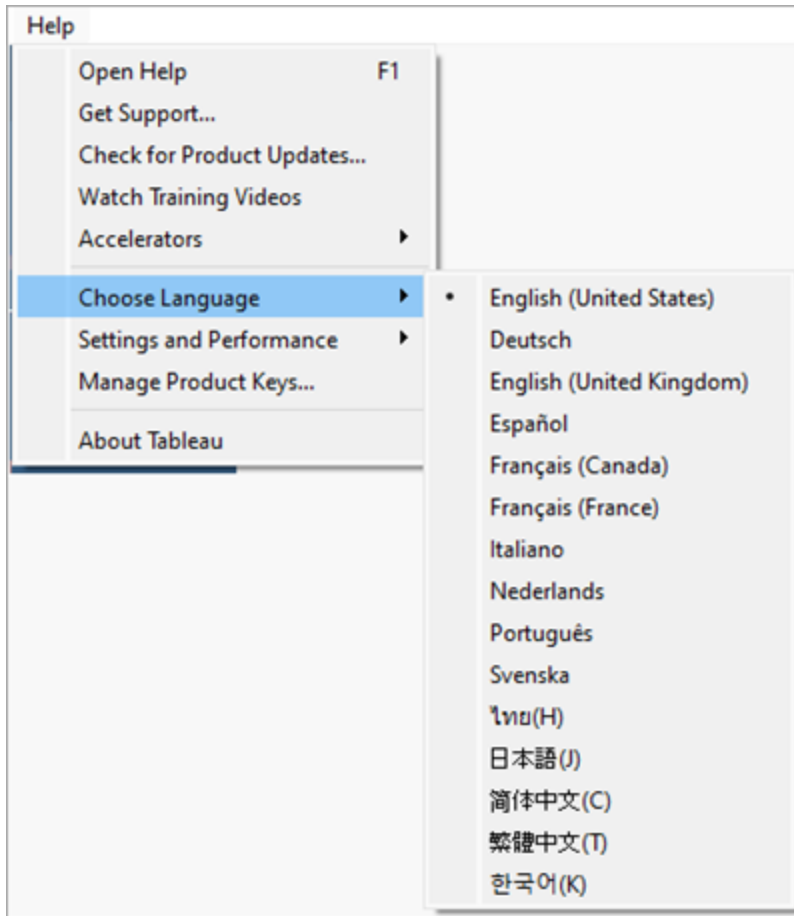 Help
Open Help F1
Get Support...
Check for Product Updates...
Watch Training Videos
Accelerators
Choose Language
Settings and Performance
Manage Product Keys...
About Tableau
English (United States)
Deutsch
English (United Kingdom)
Español
Français (Canada)
Français (France)
Italiano
Nederlands
Português
Svenska
ไทย(H)
日本語(J)
简体中文(C)
繁體中文(T)
한국어(K)